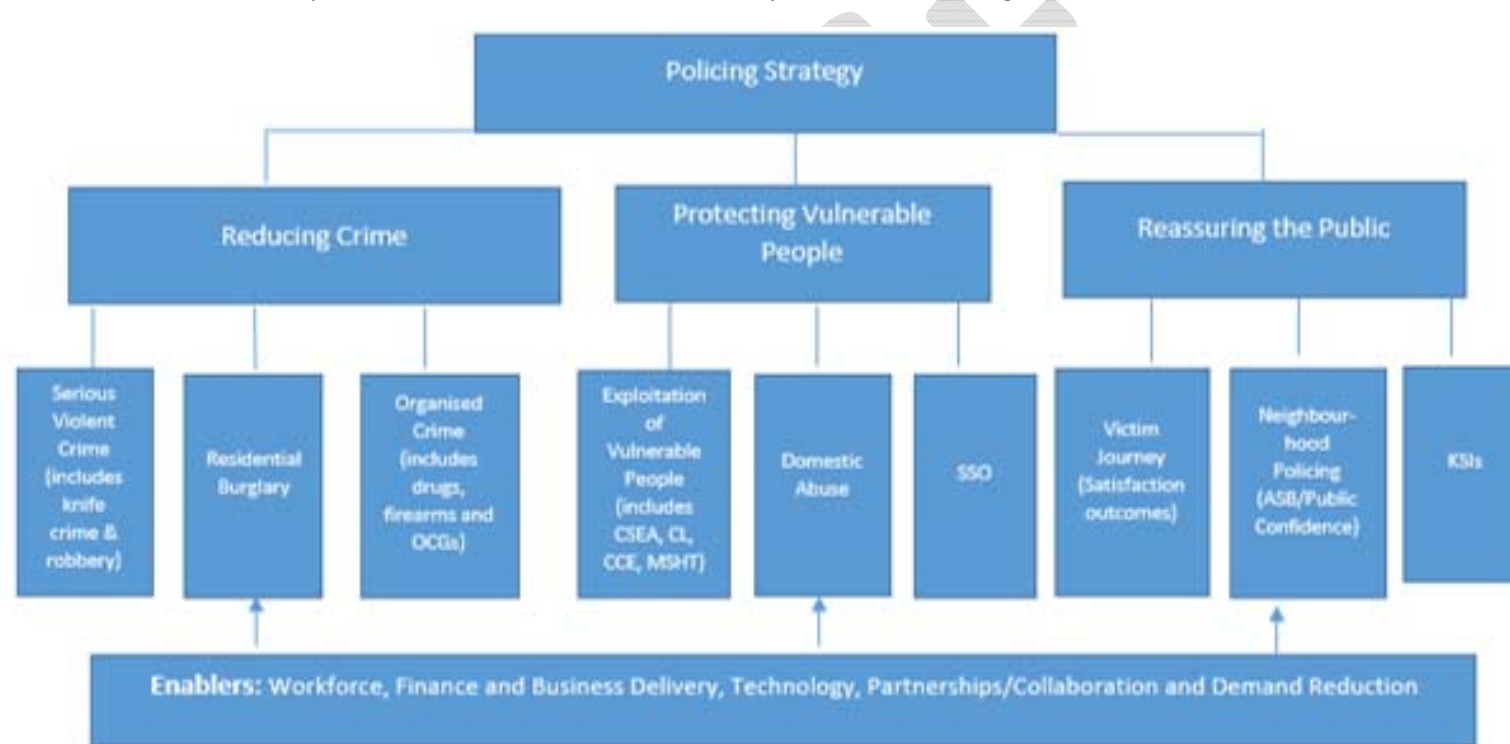 Policing Strategy
Reducing Crime
Protecting Vulnerable
People
Reassuring the Public
Serious
Violent
Crime
(includes
knife
crime &
robbery)
Residential
Burglary
Organised
Crime
(includes
drugs,
firearms and
OCGs)
Exploitation
of
Vulnerable
People
(includes
CSEA, CL,
CCE, MSHT)
Domestic
Abuse
SSO
Victim
Journey
(Satisfaction
outcomes)
Neighbour-
hood
Policing
(ASB/Public
Confidence)
KSIs
Enablers: Workforce, Finance and Business Delivery, Technology, Partnerships/Collaboration and Demand Reduction